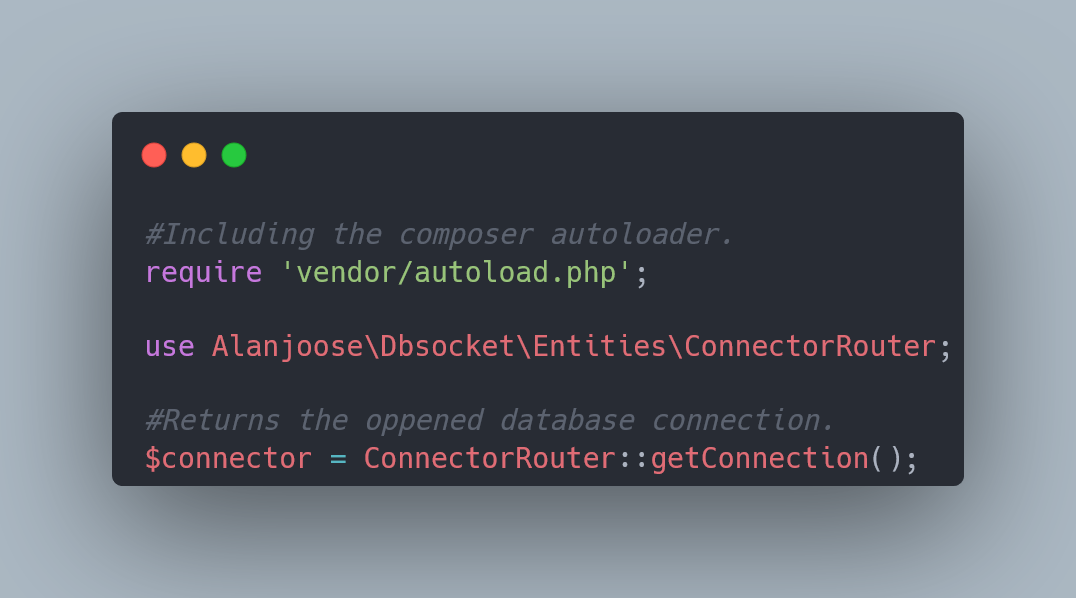 #Including the composer autoloader.
require 'vendor/autoload.php';
use Alanjoose\Dbsocket\Entities\ConnectorRouter;
#Returns the oppened database connection.
$connector = ConnectorRouter::getConnection();